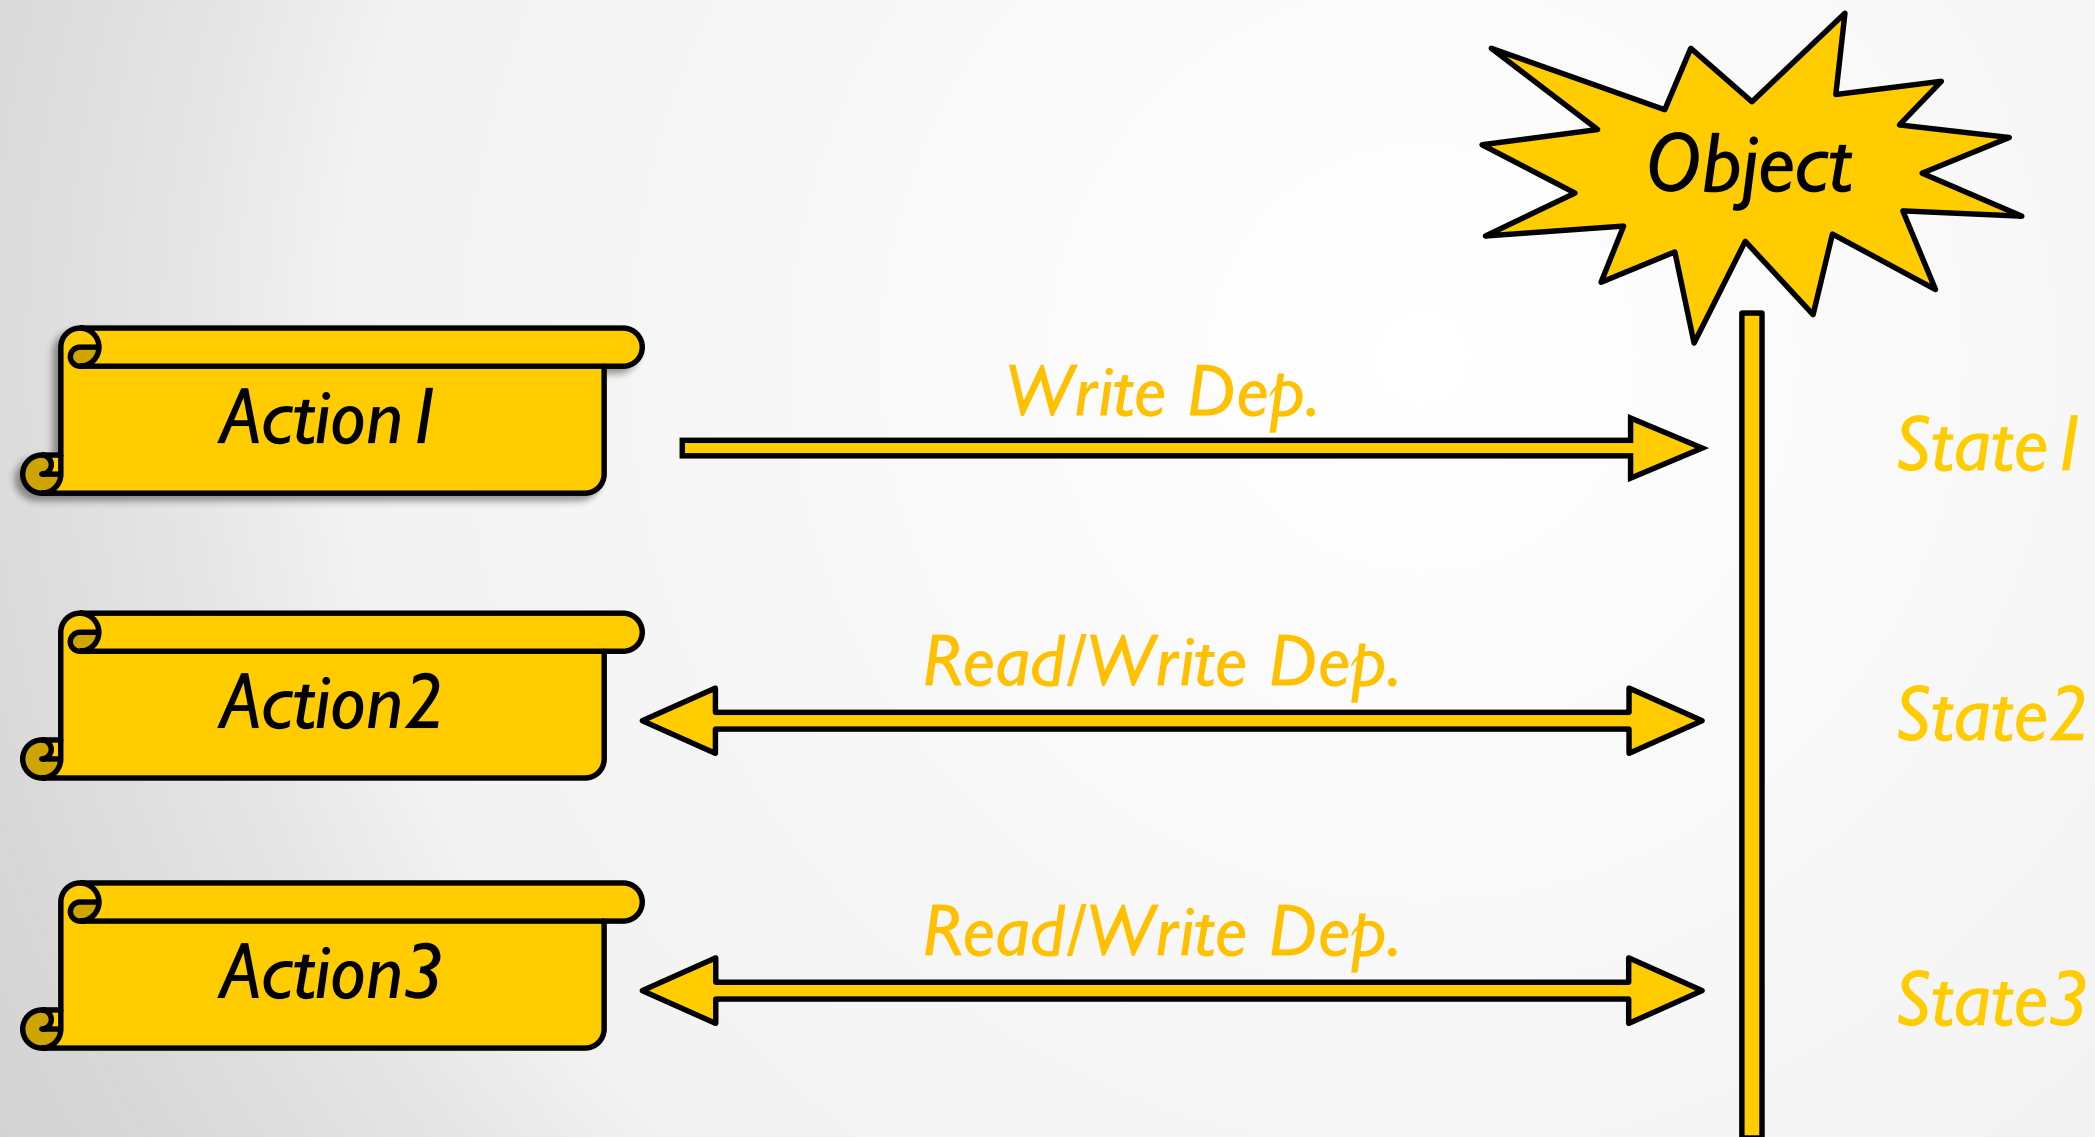 Object
Action1
Write Dep.
State1
Action2
Read/Write Dep.
State2
Action3
Read/Write Dep.
State3